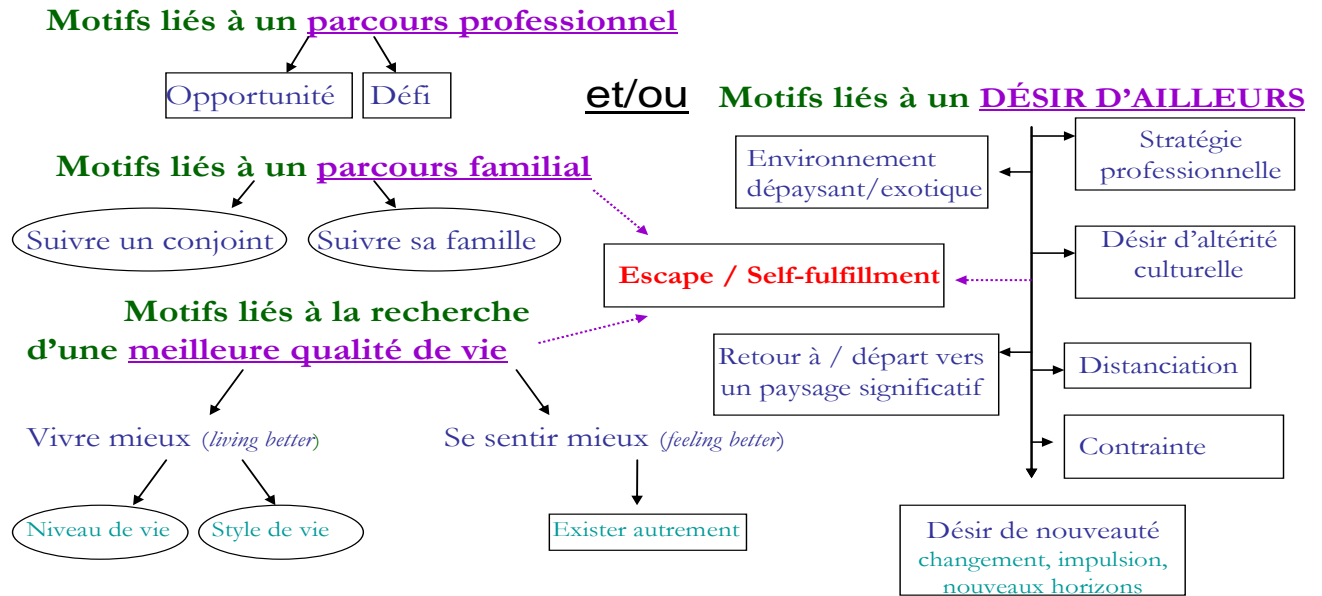 Motifs liés à un parcours professionnel
Opportunité
Défi
et/ou
Motifs liés à un DÉSIR D'AILLEURS
Environnement
dépaysant/exotique
Stratégie
professionnelle
Motifs liés à un parcours familial
Suivre un conjoint
Suivre sa famille
Désir d'altérité
culturelle
Escape / Self-fulfillment
Motifs liés à la recherche
d'une meilleure qualité de vie
Retour à / départ vers
un paysage significatif
Distanciation
Vivre mieux (living better)
Se sentir mieux (feeling better)
Contrainte
Niveau de vie
Style de vie
Exister autrement
Désir de nouveauté
changement, impulsion,
nouveaux horizons